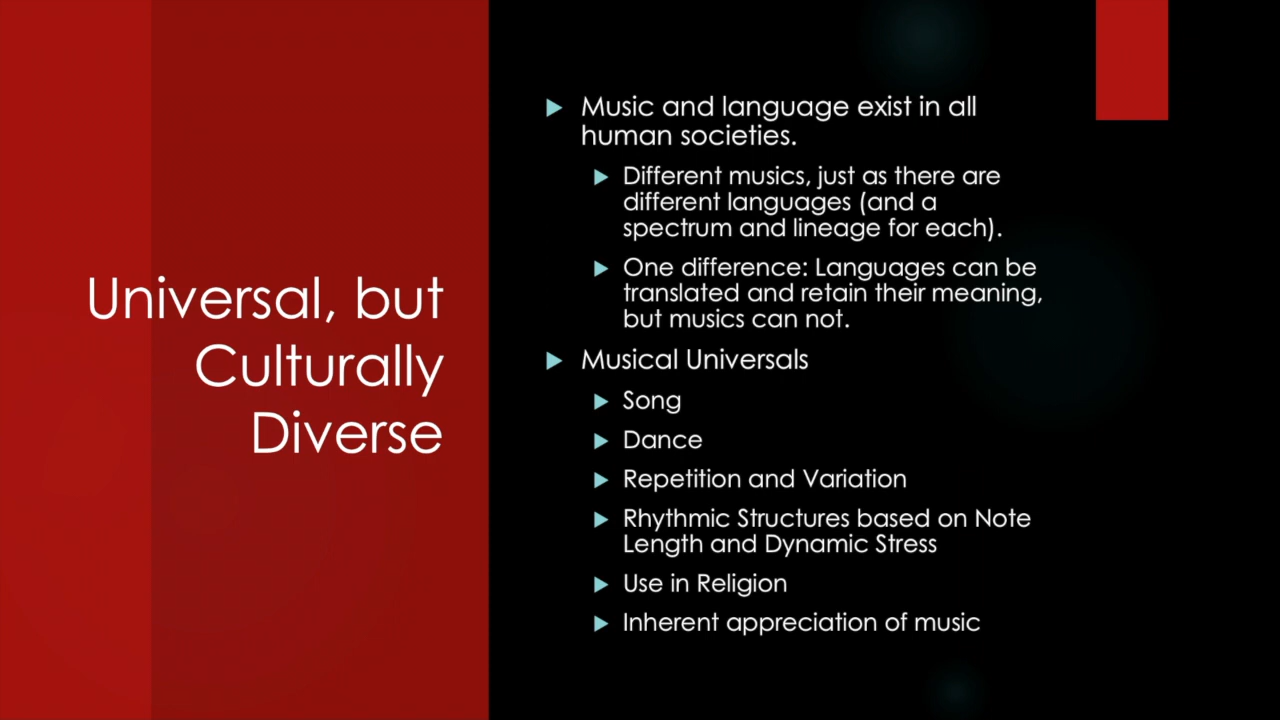 Universal, but
Culturally
Diverse
Music and language exist in all
human societies.
Different musics, just as there are
different languages (and a
spectrum and lineage for each).
One difference: Languages can be
translated and retain their meaning,
but musics can not.
Musical Universals
Song
Dance
Repetition and Variation
Rhythmic Structures based on Note
Length and Dynamic Stress
Use in Religion
Inherent appreciation of music